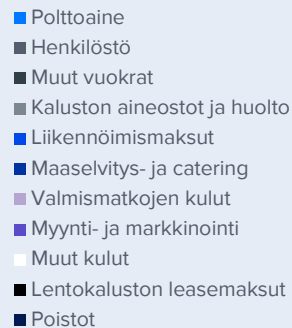 Polttoaine
Henkilöstö
Muut vuokrat
Kaluston aineostot ja huolto
Liikennöimismaksut
Maaselvitys- ja catering
Valmismatkojen kulut
Myynti- ja markkinointi
Muut kulut
Lentokaluston leasemaksut
Poistot